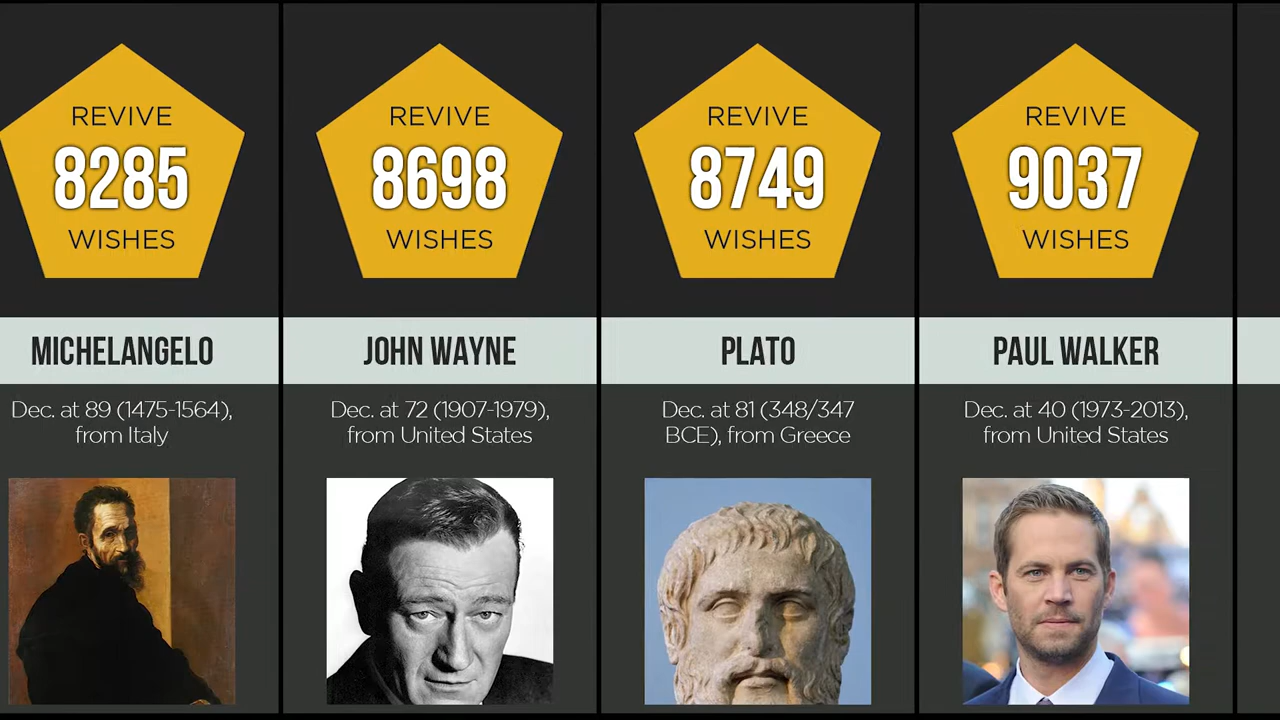 REVIVE
8285
WISHES
MICHELANGELO
Dec. at 89 (1475-1564),
from Italy
REVIVE
8698
WISHES
JOHN WAYNE
Dec. at 72 (1907-1979),
from United States
REVIVE
8749
WISHES
PLATO
Dec. at 81 (348/347
BCE), from Greece
REVIVE
9037
WISHES
PAUL WALKER
Dec. at 40 (1973-2013),
from United States